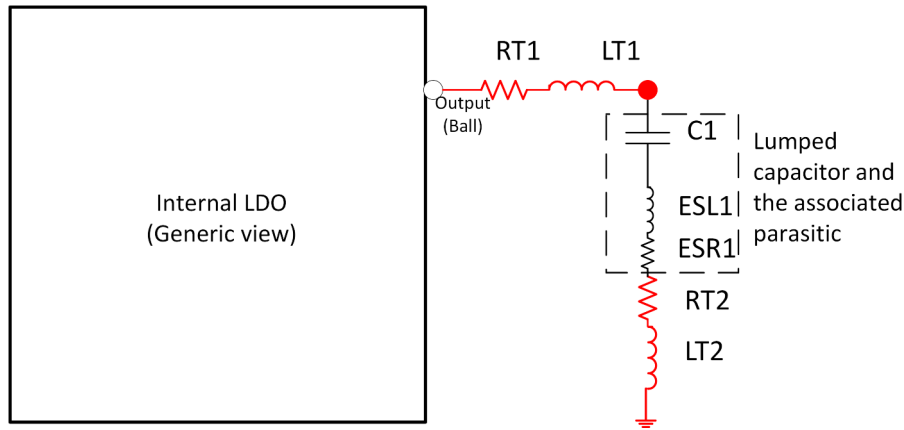 RT1
LT1
Output
(Ball)
C1
Lumped
capacitor and
the associated
parasitic
Internal LDO
(Generic view)
ESL1
ESR1
RT2
LT2